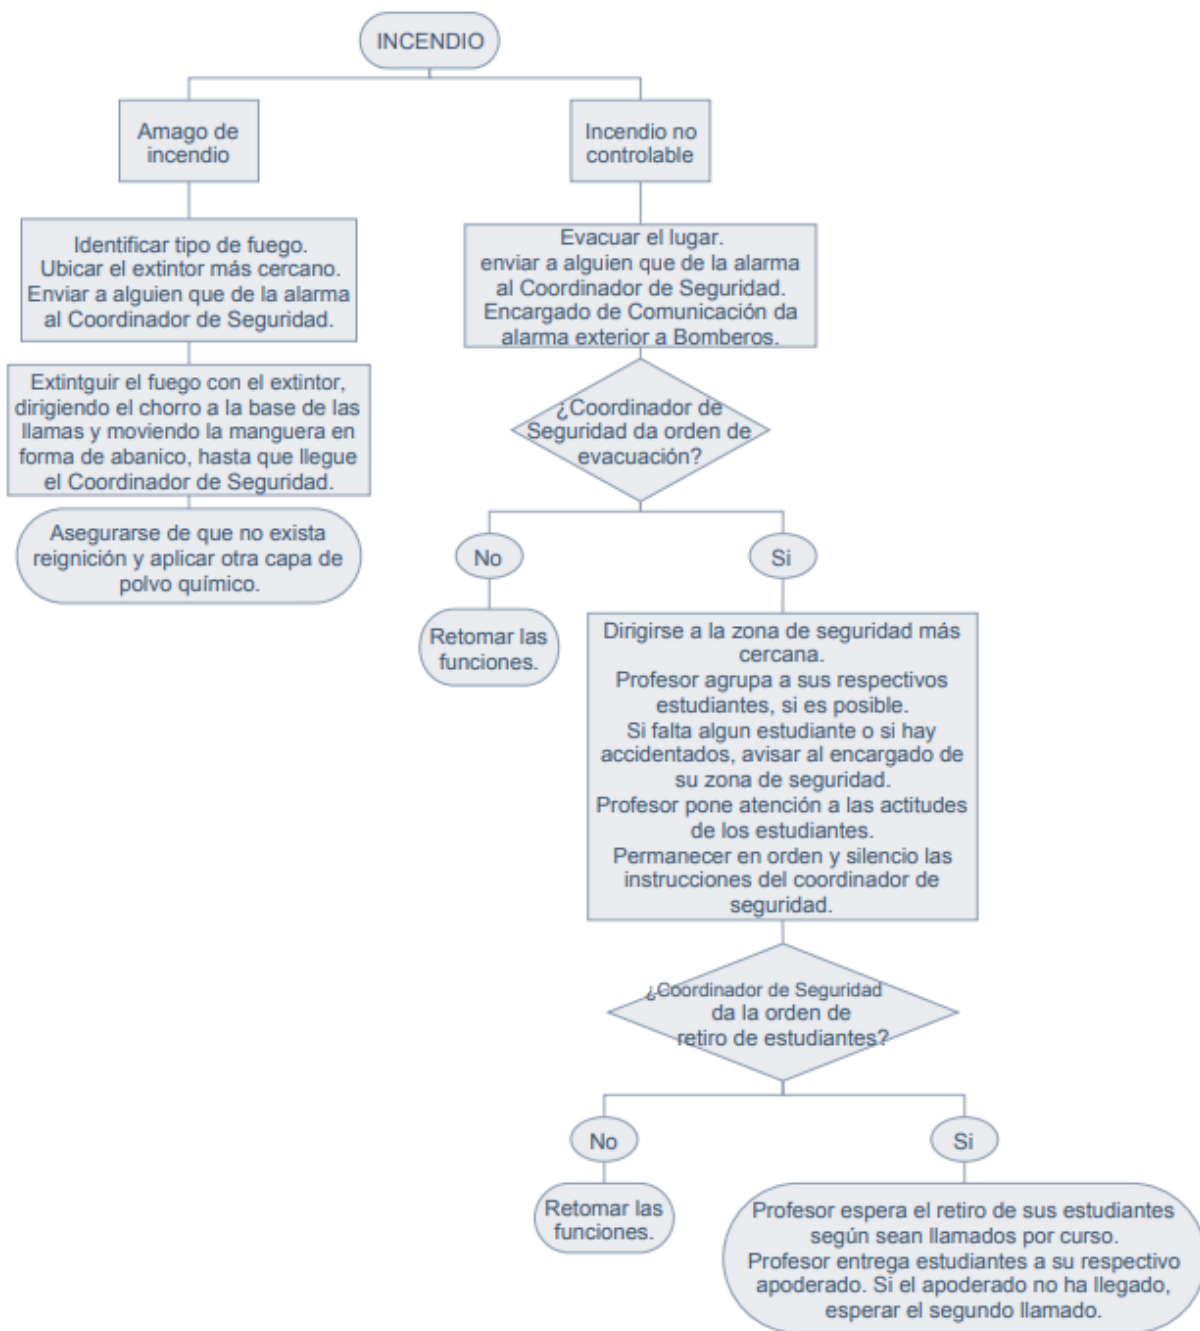 INCENDIO
Amago de
incendio
Incendio no
controlable
Identificar tipo de fuego.
Ubicar el extintor más cercano.
Enviar a alguien que de la alarma
al Coordinador de Seguridad.
Evacuar el lugar.
enviar a alguien que de la alarma
al Coordinador de Seguridad.
Encargado de Comunicación da
alarma exterior a Bomberos.
Extintguir el fuego con el extintor,
dirigiendo el chorro a la base de las
llamas y moviendo la manguera en
forma de abanico, hasta que llegue
el Coordinador de Seguridad.
¿Coordinador de
Seguridad da orden de
evacuación?
Asegurarse de que no exista
reignición y aplicar otra capa de
polvo químico.
No
Si
Retomar las
funciones.
Dirigirse a la zona de seguridad más
cercana.
Profesor agrupa a sus respectivos
estudiantes, si es posible.
Si falta algun estudiante o si hay
accidentados, avisar al encargado de
su zona de seguridad.
Profesor pone atención a las actitudes
de los estudiantes.
Permanecer en orden y silencio las
instrucciones del coordinador de
seguridad.
¿Coordinador de Seguridad
da la orden de
retiro de estudiantes?
No
Si
Retomar las
funciones.
Profesor espera el retiro de sus estudiantes
según sean llamados por curso.
Profesor entrega estudiantes a su respectivo
apoderado. Si el apoderado no ha llegado,
esperar el segundo llamado.